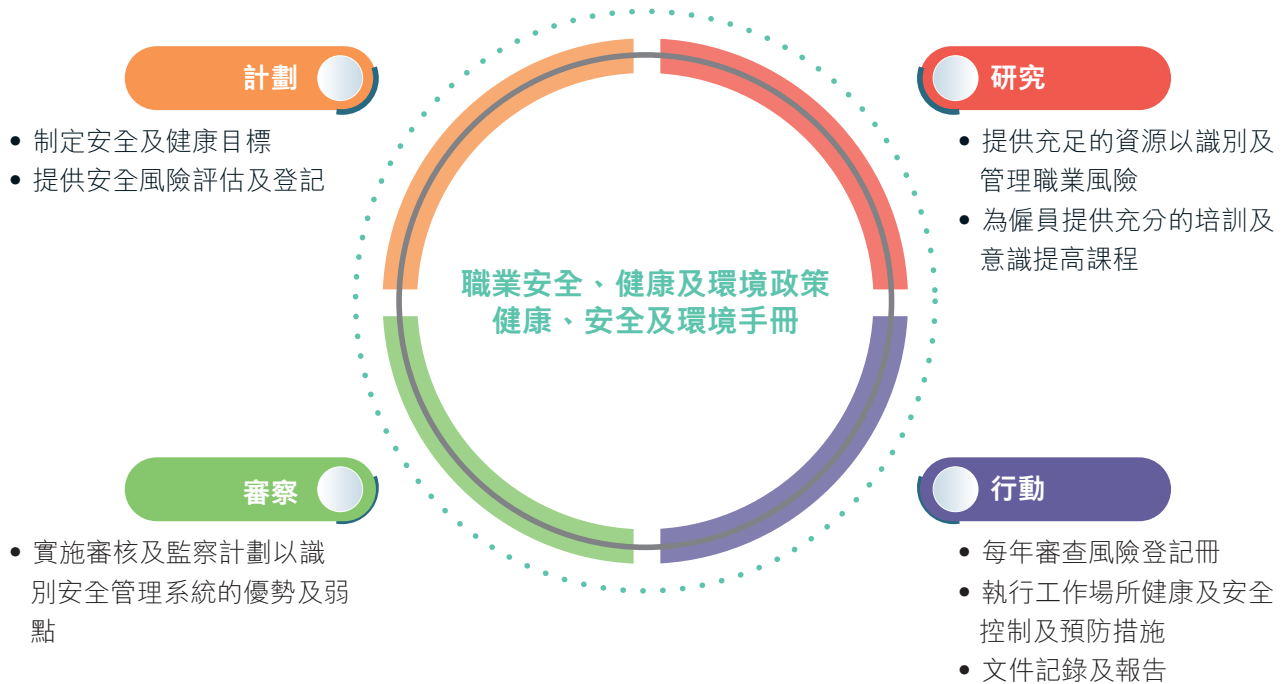 計劃
• 制定安全及健康目標
• 提供安全風險評估及登記
研究
• 提供充足的資源以識別及
管理職業風險
• 為僱員提供充分的培訓及
意識提高課程
職業安全、健康及環境政策
健康、安全及環境手冊
審察
• 實施審核及監察計劃以識
別安全管理系統的優勢及弱
點
行動
• 每年審查風險登記冊
• 執行工作場所健康及安全
控制及預防措施
• 文件記錄及報告